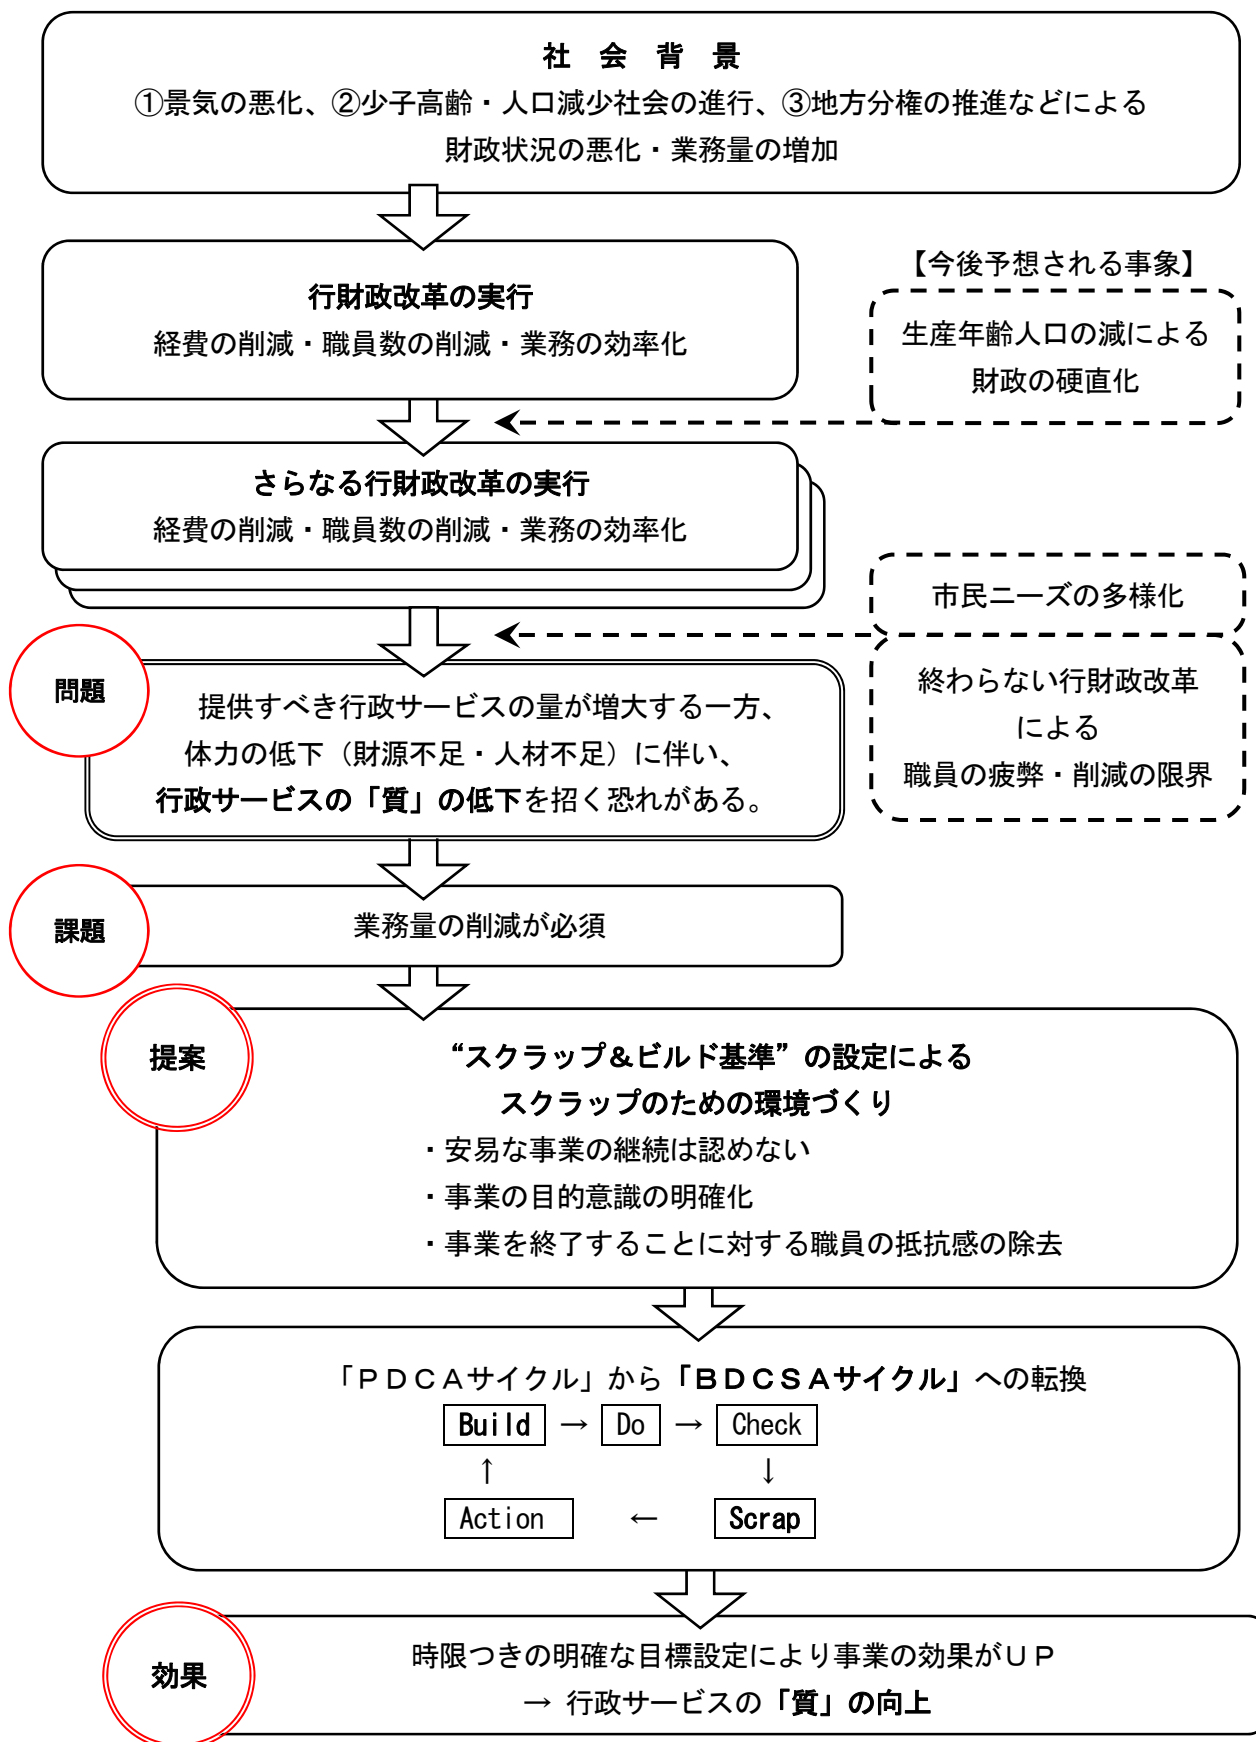 社 会 背 景
①景気の悪化、②少子高齢・人口減少社会の進行、③地方分権の推進などによる
財政状況の悪化・業務量の増加
行財政改革の実行
経費の削減・職員数の削減・業務の効率化
【今後予想される事象】
生産年齢人口の減による
財政の硬直化
さらなる行財政改革の実行
経費の削減・職員数の削減・業務の効率化
市民ニーズの多様化
終わらない行財政改革
による
職員の疲弊・削減の限界
問題
提供すべき行政サービスの量が増大する一方、
体力の低下（財源不足・人材不足）に伴い、
行政サービスの「質」の低下を招く恐れがある。
課題
業務量の削減が必須
提案
“スクラップ＆ビルド基準”の設定による
スクラップのための環境づくり
・安易な事業の継続は認めない
・事業の目的意識の明確化
・事業を終了することに対する職員の抵抗感の除去
「ＰＤＣＡサイクル」から「ＢＤＣＳＡサイクル」への転換
Build → Do → Check
↑ ↓
Action ← Scrap
効果
時限つきの明確な目標設定により事業の効果がＵＰ
→ 行政サービスの「質」の向上